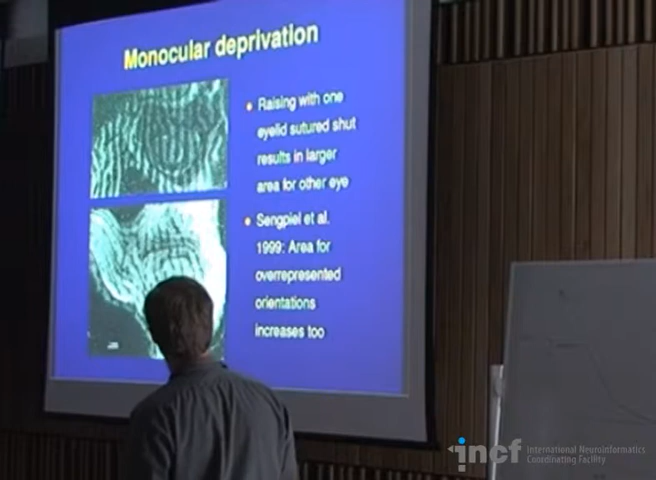 Monocular deprivation
Raising with one
eyelid sutured shut
results in larger
area for other eye
Sengpiel et al.
1999: Area for
overrepresented
orientations
increases too
incf
International Neuroinformatics
Coordinating Facility